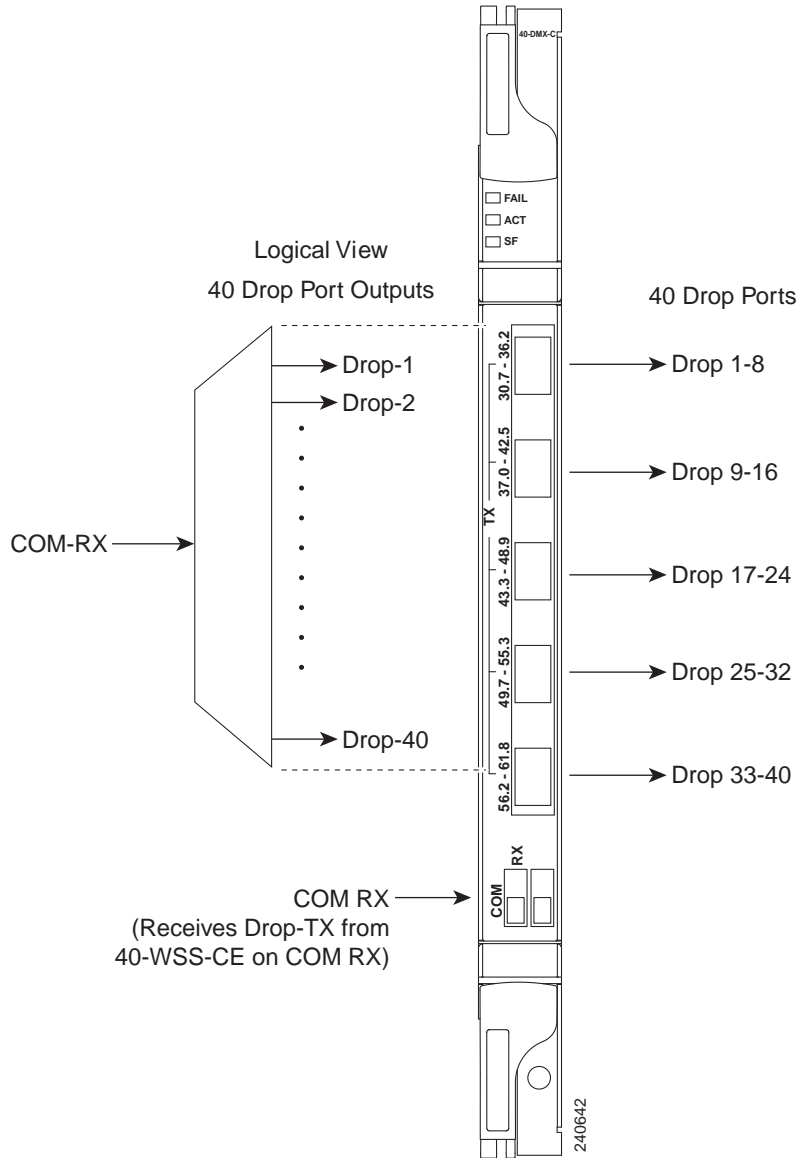 40-DMX-C
FAIL
ACT
SF
Logical View
40 Drop Port Outputs
40 Drop Ports
Drop-1
Drop-2
Drop-40
COM-RX
30.7 - 36.2
37.0 - 42.5
43.3 - 48.9
49.7 - 55.3
56.2 - 61.8
TX
Drop 1-8
Drop 9-16
Drop 17-24
Drop 25-32
Drop 33-40
RX
COM
COM RX
(Receives Drop-TX from
40-WSS-CE on COM RX)
240642